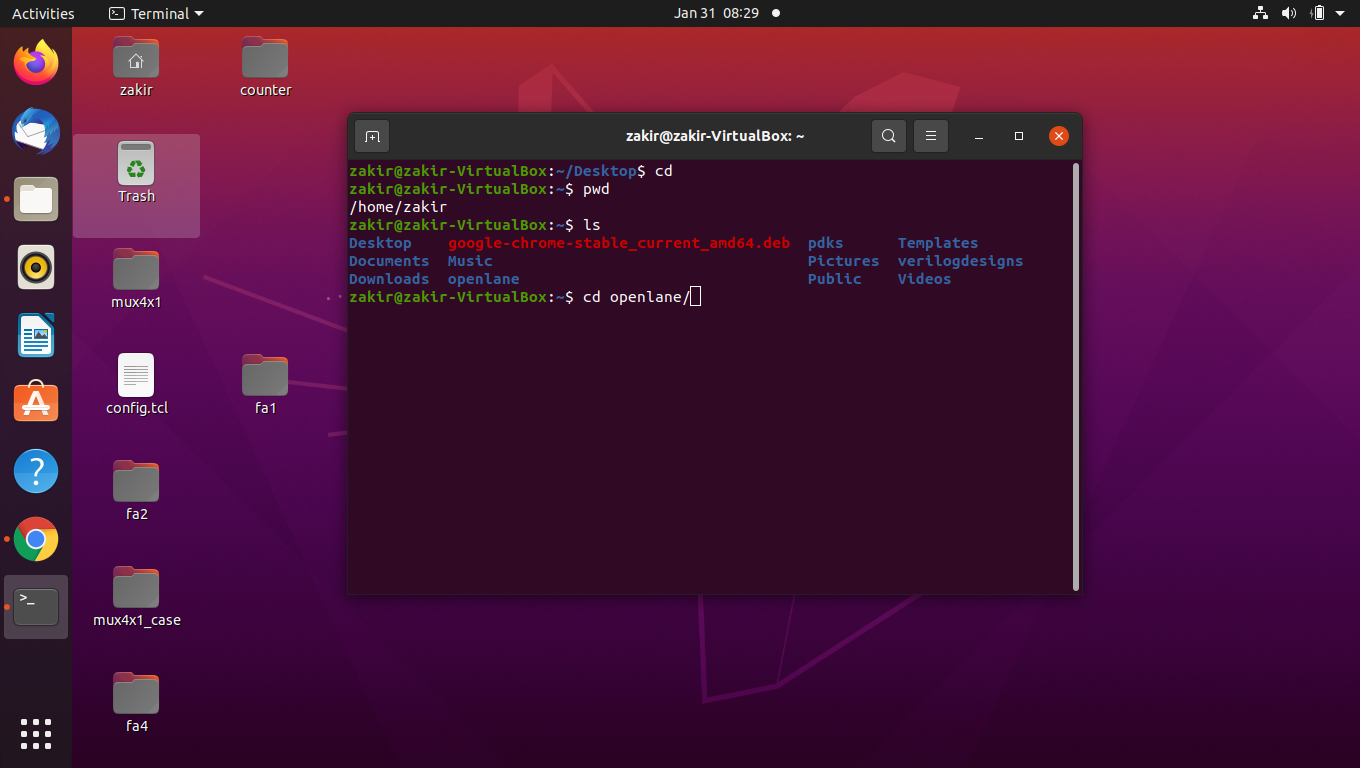 Activities Terminal Jan 31 08:29
zakir counter
Trash
mux4x1
config.tcl fa1
fa2
mux4x1_case
fa4
zakir@zakir-VirtualBox: ~
zakir@zakir-VirtualBox:~/Desktop$ cd
zakir@zakir-VirtualBox:~$ pwd
/home/zakir
zakir@zakir-VirtualBox:~$ ls
Desktop google-chrome-stable_current_amd64.deb pdks Templates
Documents Music Pictures verilogdesigns
Downloads openlane Public Videos
zakir@zakir-VirtualBox:~$ cd openlane/